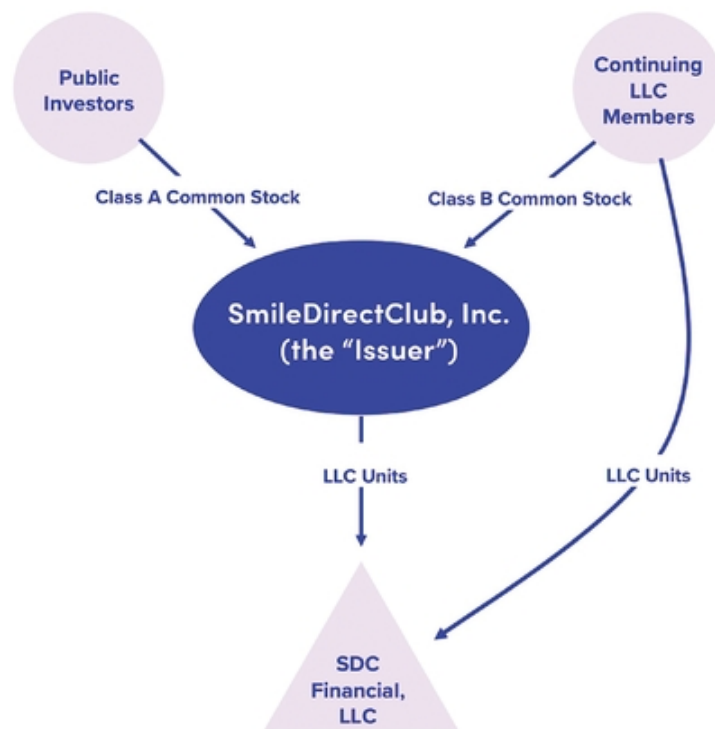 Public
Investors
Continuing
LLC
Members
Class A Common Stock
Class B Common Stock
SmileDirectClub, Inc.
(the “Issuer”)
LLC Units
LLC Units
SDC
Financial,
LLC